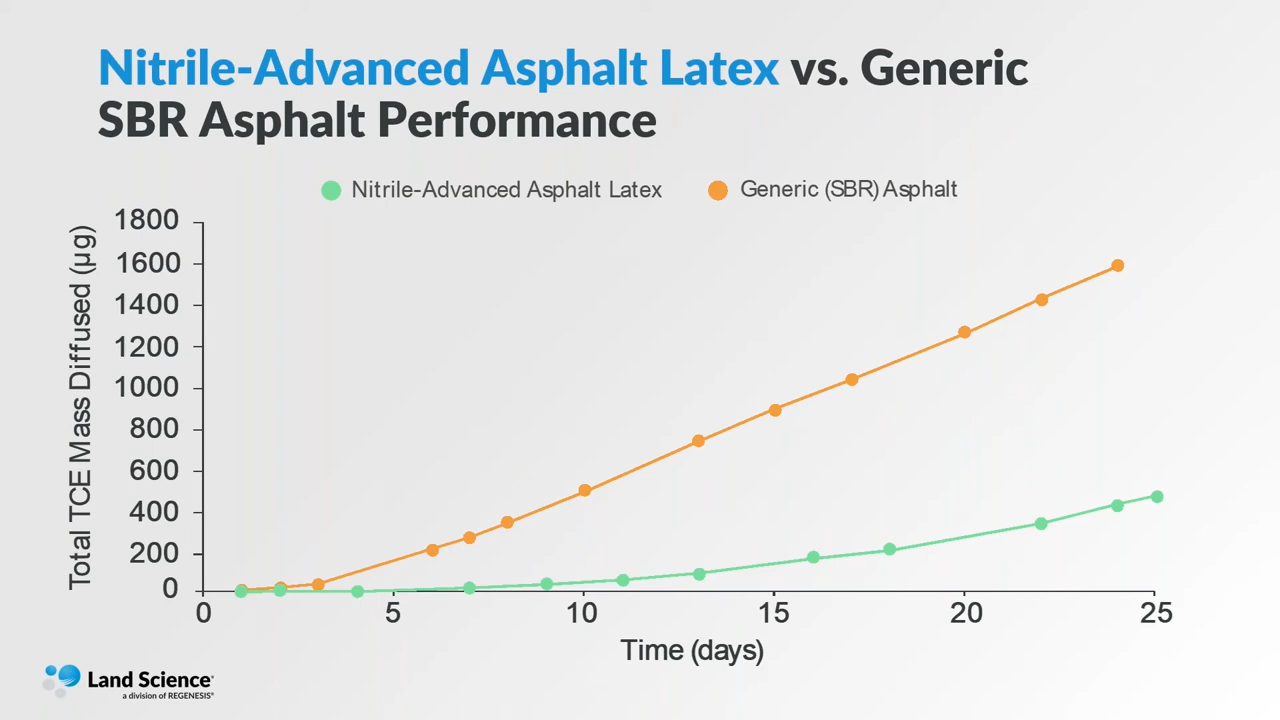 Nitrile-Advanced Asphalt Latex vs. Generic
SBR Asphalt Performance
Nitrile-Advanced Asphalt Latex
Generic (SBR) Asphalt
Total TCE Mass Diffused (µg)
1800
1600
1400
1200
1000
800
600
400
200
0
0 5 10 15 20 25
Time (days)
Land Science®
a division of REGENESIS®